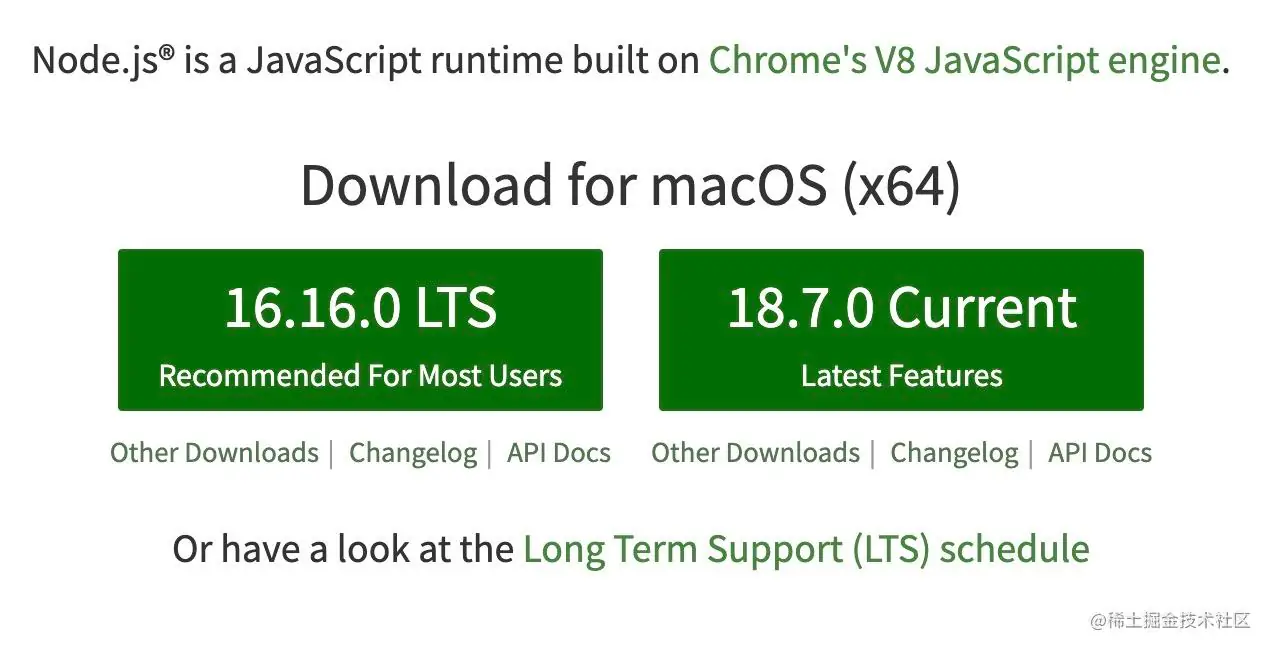 Node.js® is a JavaScript runtime built on Chrome's V8 JavaScript engine.
Download for macOS (x64)
16.16.0 LTS
Recommended For Most Users
18.7.0 Current
Latest Features
Other Downloads | Changelog | API Docs
Other Downloads | Changelog | API Docs
Or have a look at the Long Term Support (LTS) schedule
@稀土掘金技术社区